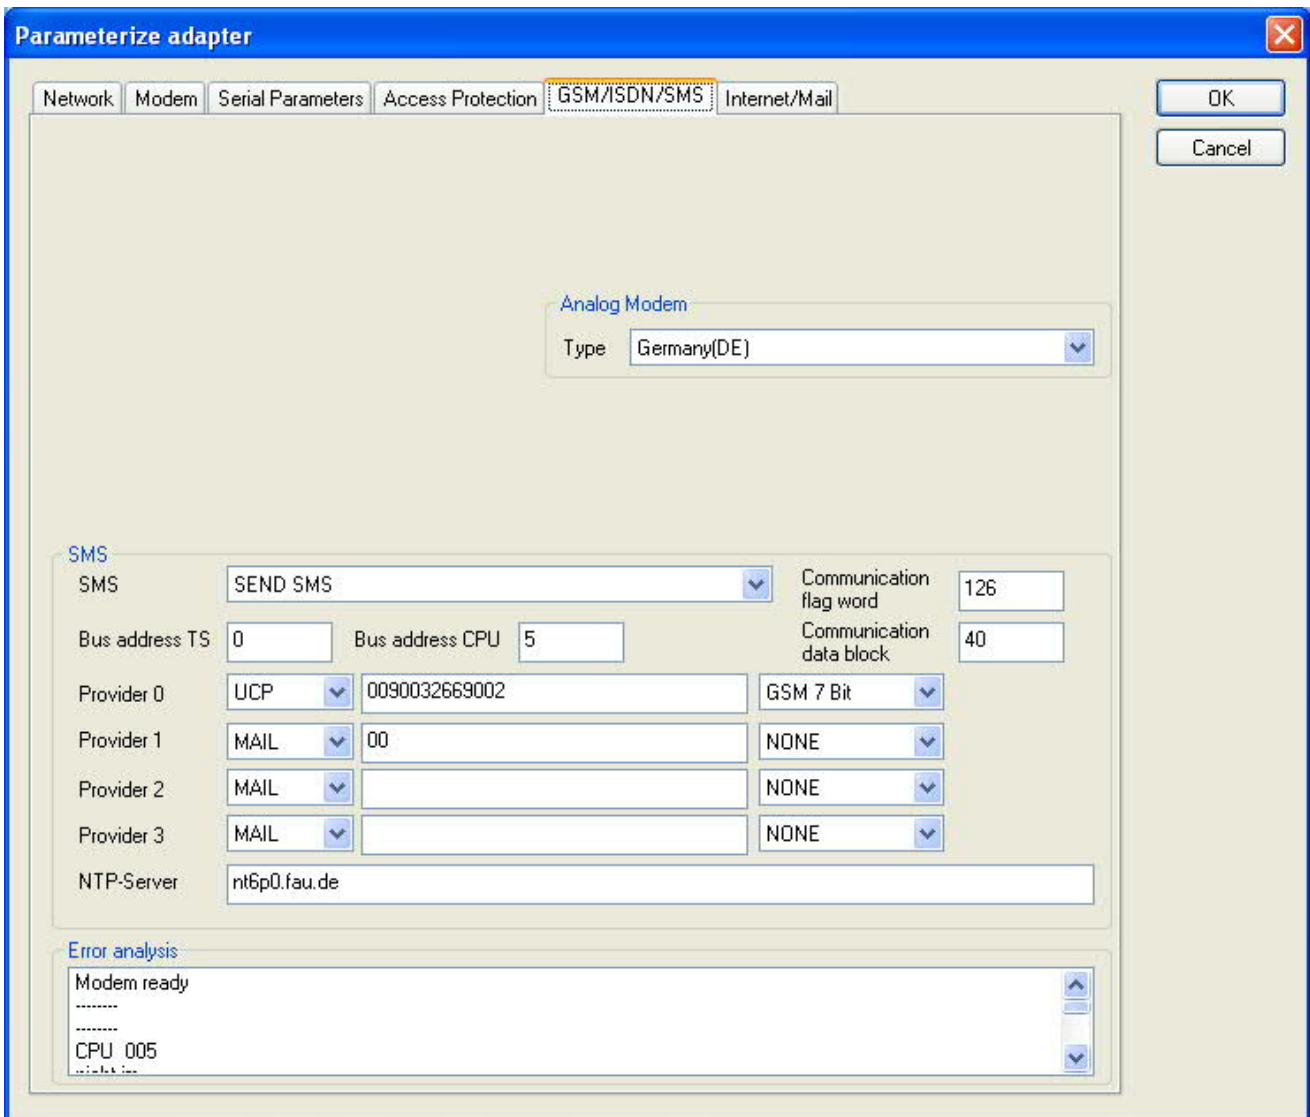 Parameterize adapter
Network Modem Serial Parameters Access Protection GSM/ISDN/SMS Internet/Mail
OK
Cancel
Analog Modem
Type Germany(DE)
SMS
SMS SEND SMS
Communication
flag word 126
Bus address TS 0 Bus address CPU 5
Communication
data block 40
Provider 0 UCP 0090032669002 GSM 7 Bit
Provider 1 MAIL 00 NONE
Provider 2 MAIL NONE
Provider 3 MAIL NONE
NTP-Server nt6p0.fau.de
Error analysis
Modem ready
--------
--------
CPU 005